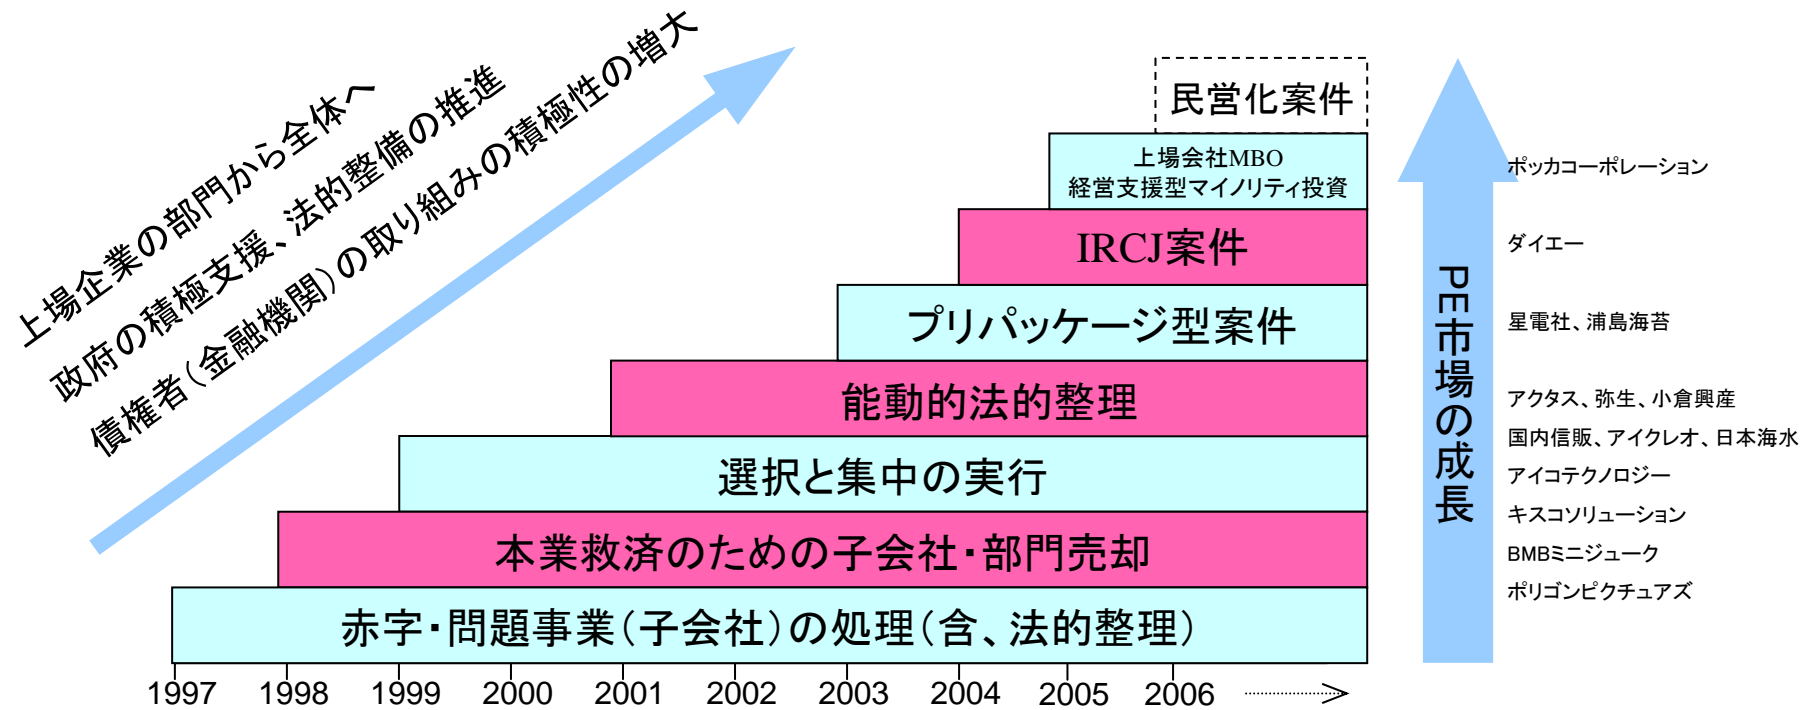 上場企業の部門から全体へ
政府の積極支援、法的整備の推進
債権者（金融機関）の取り組みの積極性の増大
民営化案件
上場会社MBO
経営支援型マイノリティ投資
IRCJ案件
プリパッケージ型案件
能動的法的整理
選択と集中の実行
本業救済のための子会社・部門売却
赤字・問題事業（子会社）の処理（含、法的整理）
1997 1998 1999 2000 2001 2002 2003 2004 2005 2006
PE市場の成長
ポッカコーポレーション
ダイエー
星電社、浦島海苔
アクタス、弥生、小倉興産
国内信販、アイクレオ、日本海水
アイコテクノロジー
キスコソリューション
BMBミニジューク
ポリゴンピクチュアズ